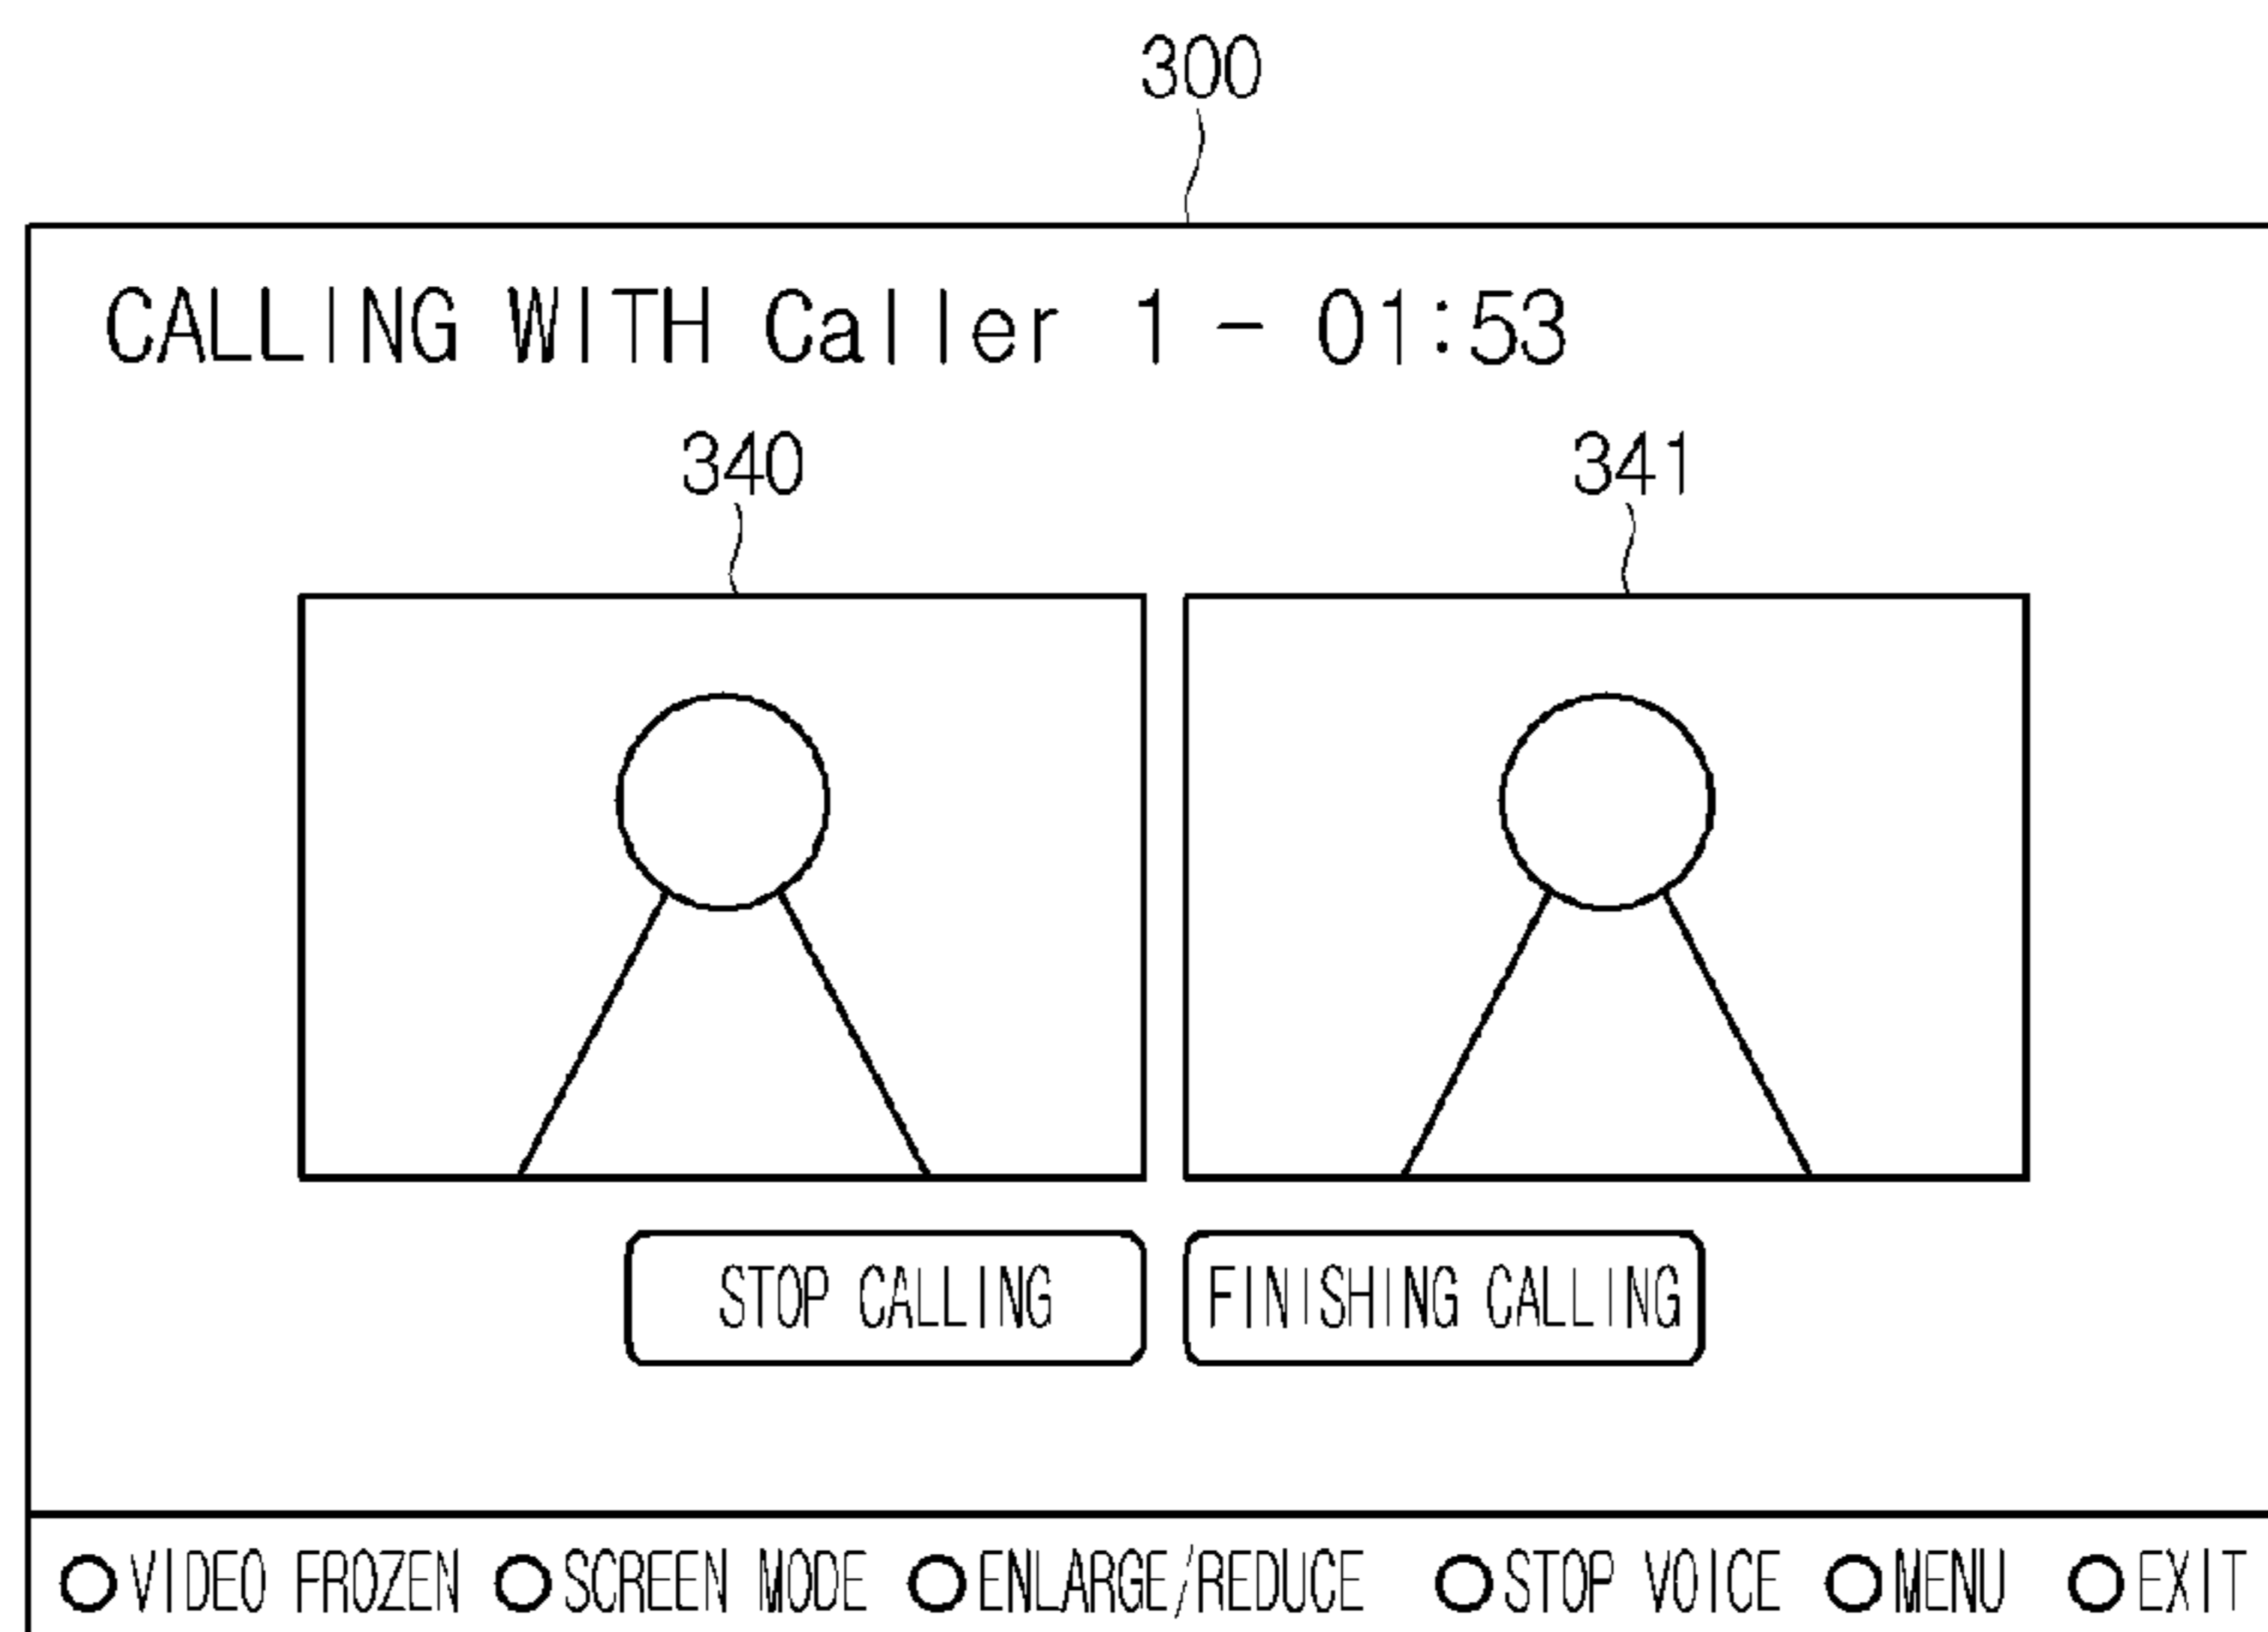 300
CALLING WITH Caller 1 - 01:53
340 341
STOP CALLING FINISHING CALLING
VIDEO FROZEN SCREEN MODE ENLARGE/REDUCE STOP VOICE MENU EXIT